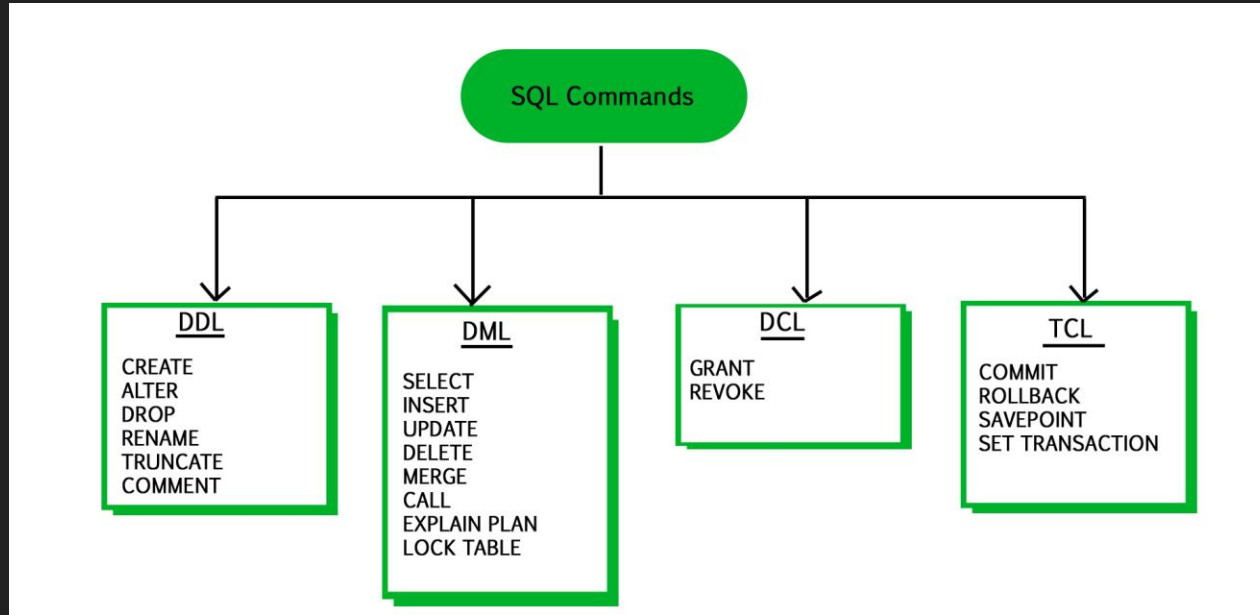 SQL Commands
DDL
CREATE
ALTER
DROP
RENAME
TRUNCATE
COMMENT
DML
SELECT
INSERT
UPDATE
DELETE
MERGE
CALL
EXPLAIN PLAN
LOCK TABLE
DCL
GRANT
REVOKE
TCL
COMMIT
ROLLBACK
SAVEPOINT
SET TRANSACTION